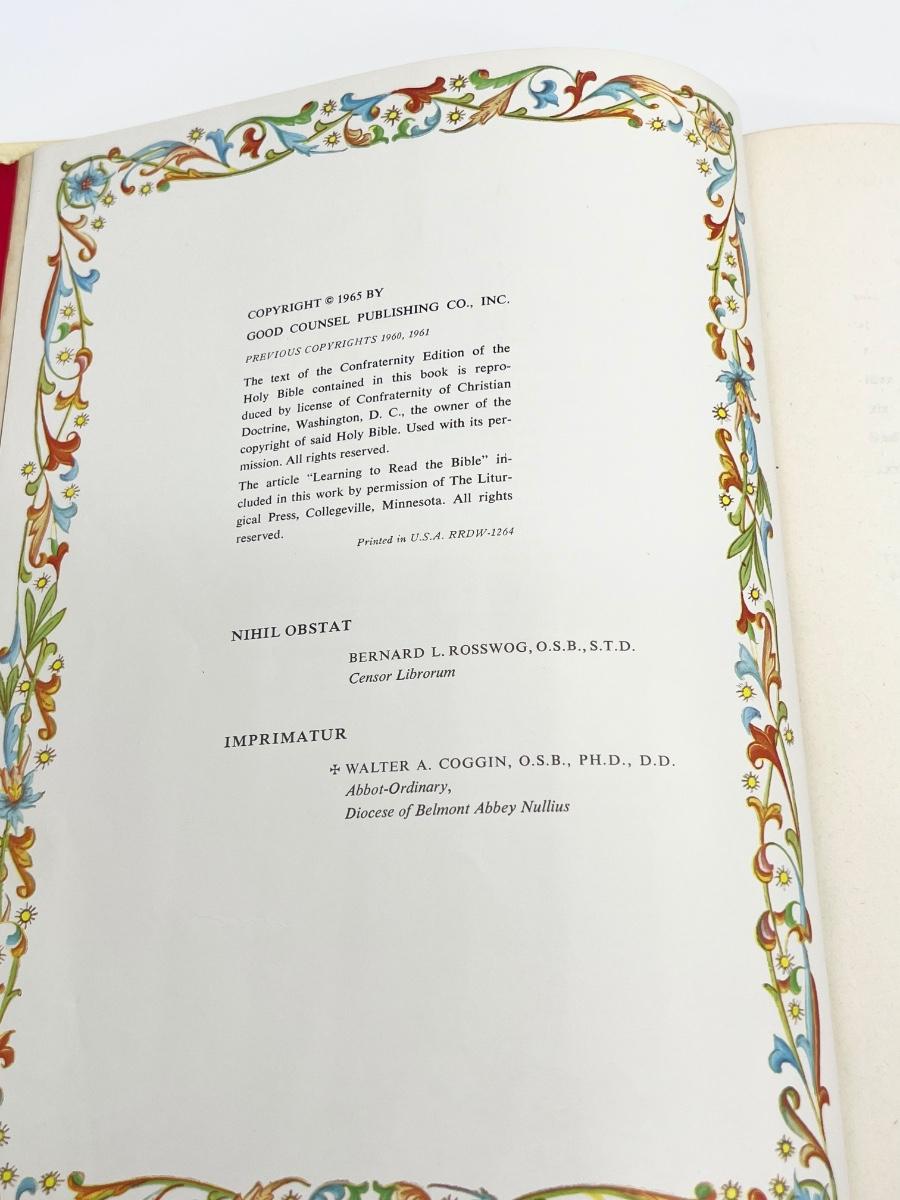 COPYRIGHT © 1965 BY
GOOD COUNSEL PUBLISHING CO., INC.
PREVIOUS COPYRIGHTS 1960, 1961
The text of the Confraternity Edition of the
Holy Bible contained in this book is repro-
duced by license of Confraternity of Christian
Doctrine, Washington, D. C., the owner of the
copyright of said Holy Bible. Used with its per-
mission. All rights reserved.
The article "Learning to Read the Bible" in-
cluded in this work by permission of The Litur-
gical Press, Collegeville, Minnesota. All rights
reserved.
Printed in U.S.A. RRDW-1264
NIHIL OBSTAT
BERNARD L. ROSSWOG, O.S.B., S.T.D.
Censor Librorum
IMPRIMATUR
✠ WALTER A. COGGIN, O.S.B., PH.D., D.D.
Abbot-Ordinary,
Diocese of Belmont Abbey Nullius